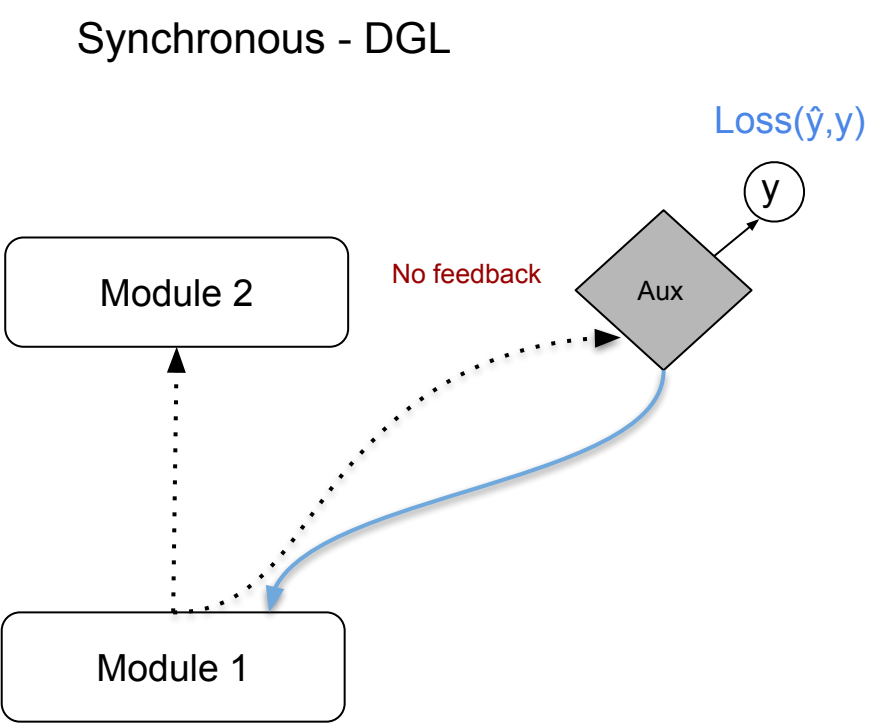 Synchronous - DGL
Loss(ŷ,y)
y
Module 2
No feedback
Aux
Module 1